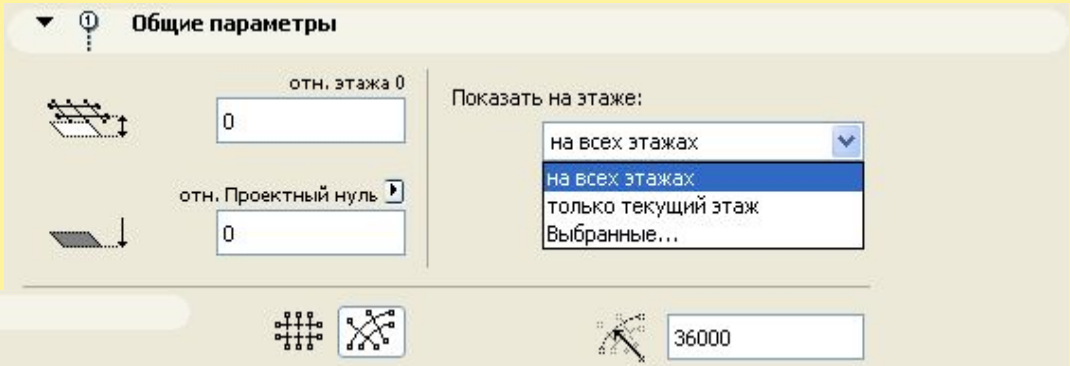 1 Общие параметры
отн. этажа 0
0
Показать на этаже:
на всех этажах
на всех этажах
только текущий этаж
Выбранные...
отн. Проектный нуль
0
36000